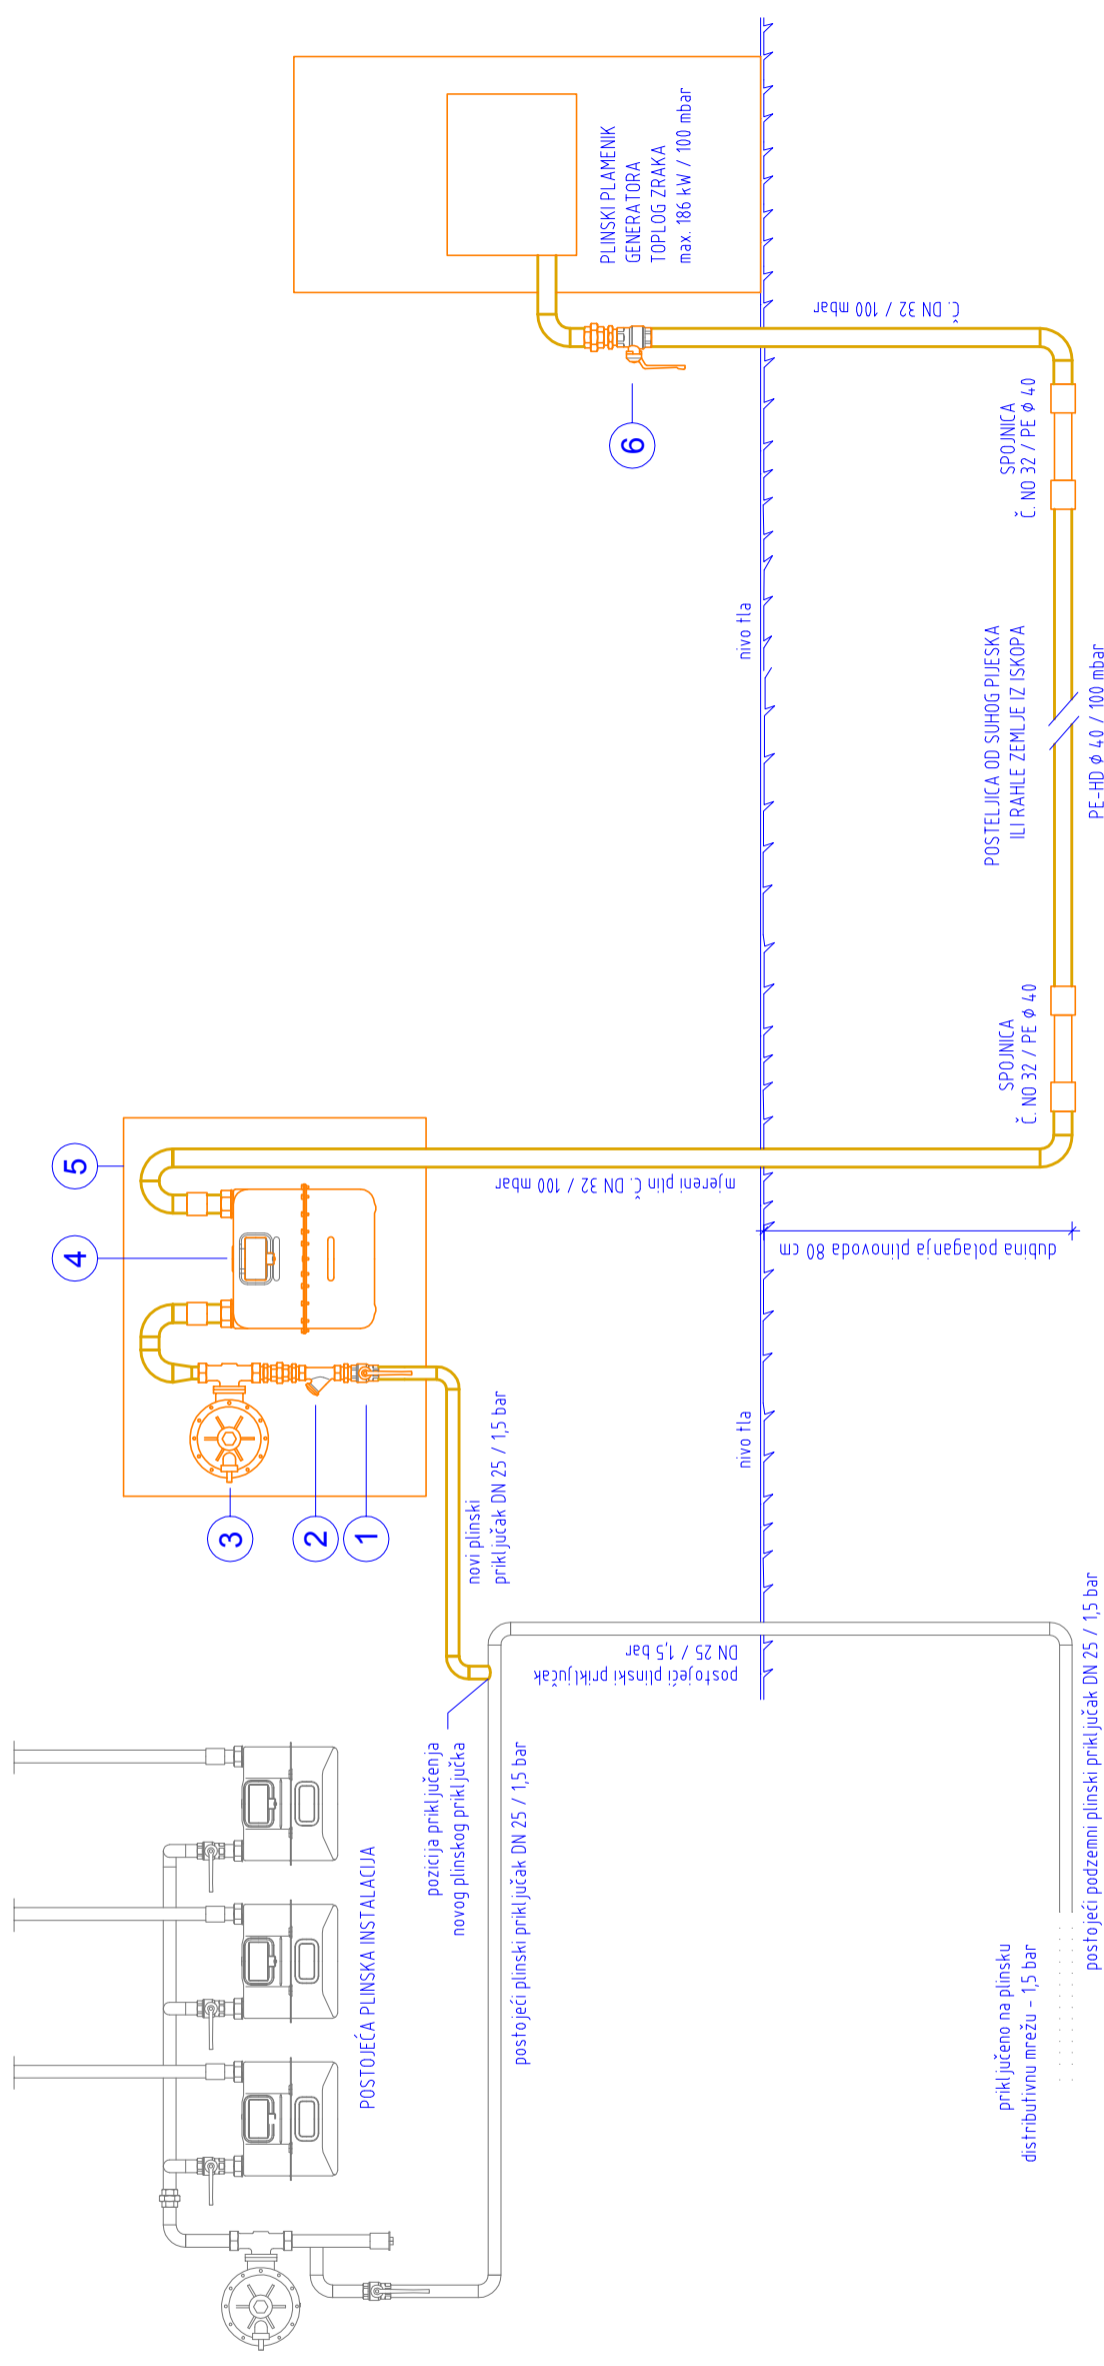 POSTOJEĆA PLINSKA INSTALACIJA
pozicija priključenja
novog plinskog priključka
postojeći plinski priključak DN 25 / 1,5 bar
priključeno na plinsku
distributivnu mrežu - 1,5 bar
postojeći podzemni plinski priključak DN 25 / 1,5 bar
postojeći plinski priključak
DN 25 / 1,5 bar
novi plinski
priključak DN 25 / 1,5 bar
3
2
1
4
5
nivo tla
mjereni plin Č. DN 32 / 100 mbar
dubina polaganja plinovoda 80 cm
SPOJNICA
Č. NO 32 / PE ϕ 40
POSTELJICA OD SUHOG PIJESKA
ILI RAHLE ZEMLJE IZ ISKOPA
PE-HD ϕ 40 / 100 mbar
nivo tla
SPOJNICA
Č. NO 32 / PE ϕ 40
6
Č. DN 32 / 100 mbar
PLINSKI PLAMENIK
GENERATORA
TOPLOG ZRAKA
max. 186 kW / 100 mbar